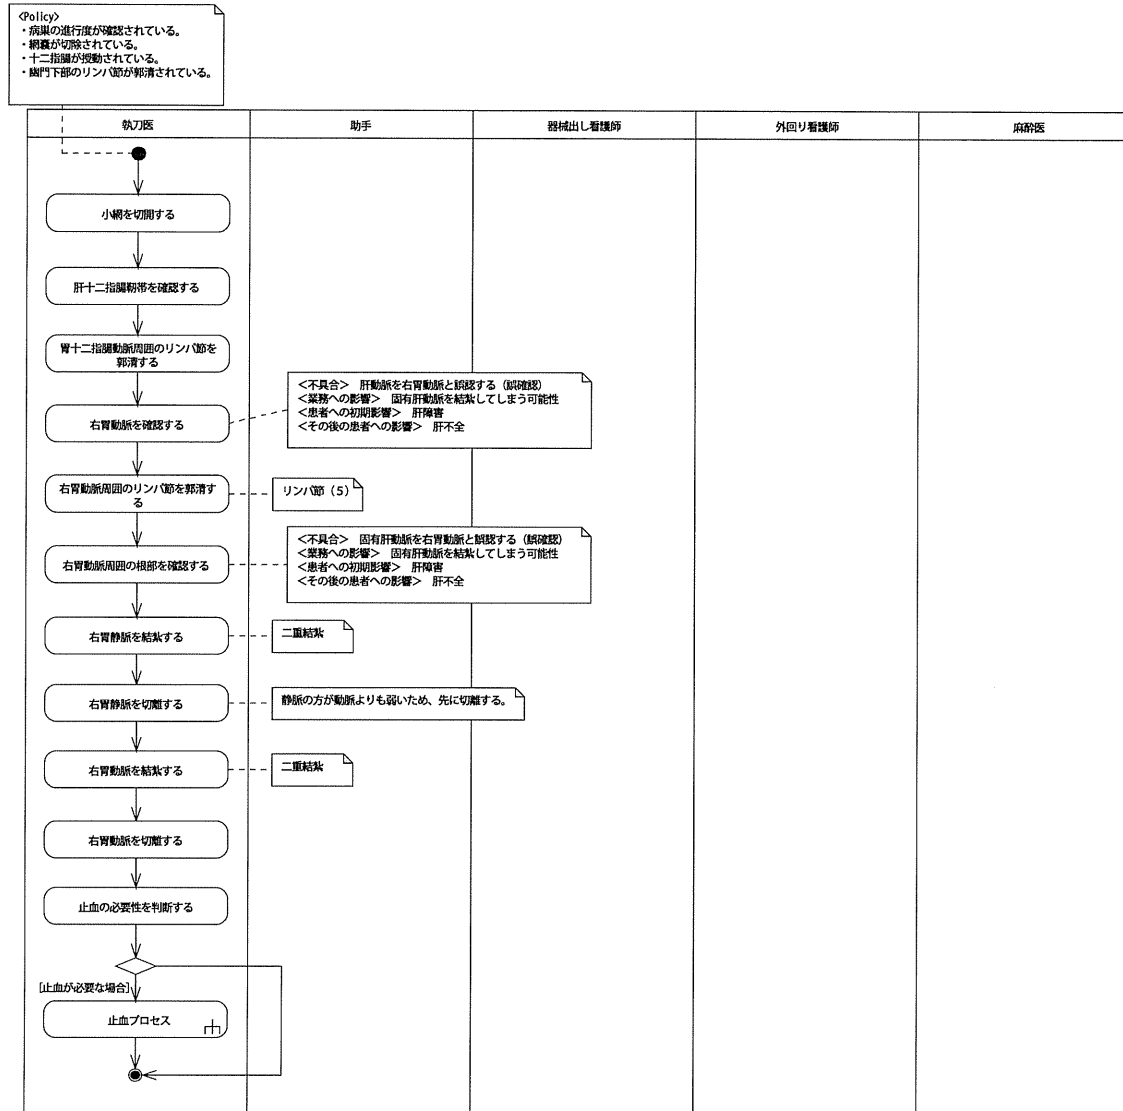 <Policy>
・病巣の進行度が確認されている。
・網嚢が切除されている。
・十二指腸が授動されている。
・幽門下部のリンパ節が郭清されている。
執刀医
助手
器械出し看護師
外回り看護師
麻酔医
小網を切開する
肝十二指腸靭帯を確認する
胃十二指腸動脈周囲のリンパ節を
郭清する
<不具合> 肝動脈を右胃動脈と誤認する（誤確認）
<業務への影響> 固有肝動脈を結紮してしまう可能性
<患者への初期影響> 肝障害
<その後の患者への影響> 肝不全
右胃動脈を確認する
右胃動脈周囲のリンパ節を郭清す
る
リンパ節（5）
<不具合> 固有肝動脈を右胃動脈と誤認する（誤確認）
<業務への影響> 固有肝動脈を結紮してしまう可能性
<患者への初期影響> 肝障害
<その後の患者への影響> 肝不全
右胃動脈周囲の根部を確認する
右胃静脈を結紮する
二重結紮
右胃静脈を切離する
静脈の方が動脈よりも弱いため、先に切離する。
右胃動脈を結紮する
二重結紮
右胃動脈を切離する
止血の必要性を判断する
[止血が必要な場合]
止血プロセス